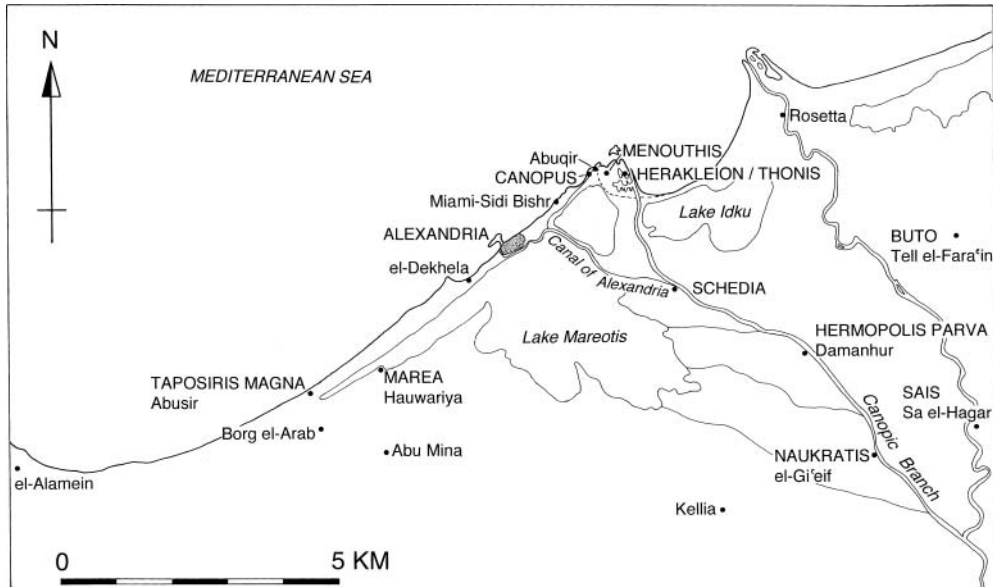 N
MEDITERRANEAN SEA
Rosetta
MENOUTHIS
Abuqir
CANOPUS
HERAKLEION / THONIS
Miami-Sidi Bishr
Lake Idku
ALEXANDRIA
BUTO
Tell el-Faraʿin
el-Dekhela
Canal of Alexandria
SCHEDIA
Lake Mareotis
HERMOPOLIS PARVA
Damanhur
TAPOSIRIS MAGNA
Abusir
MAREA
Hauwariya
SAIS
Sa el-Hagar
Canopic Branch
Borg el-Arab
Abu Mina
NAUKRATIS
el-Giʿeif
el-Alamein
Kellia
0 5 KM